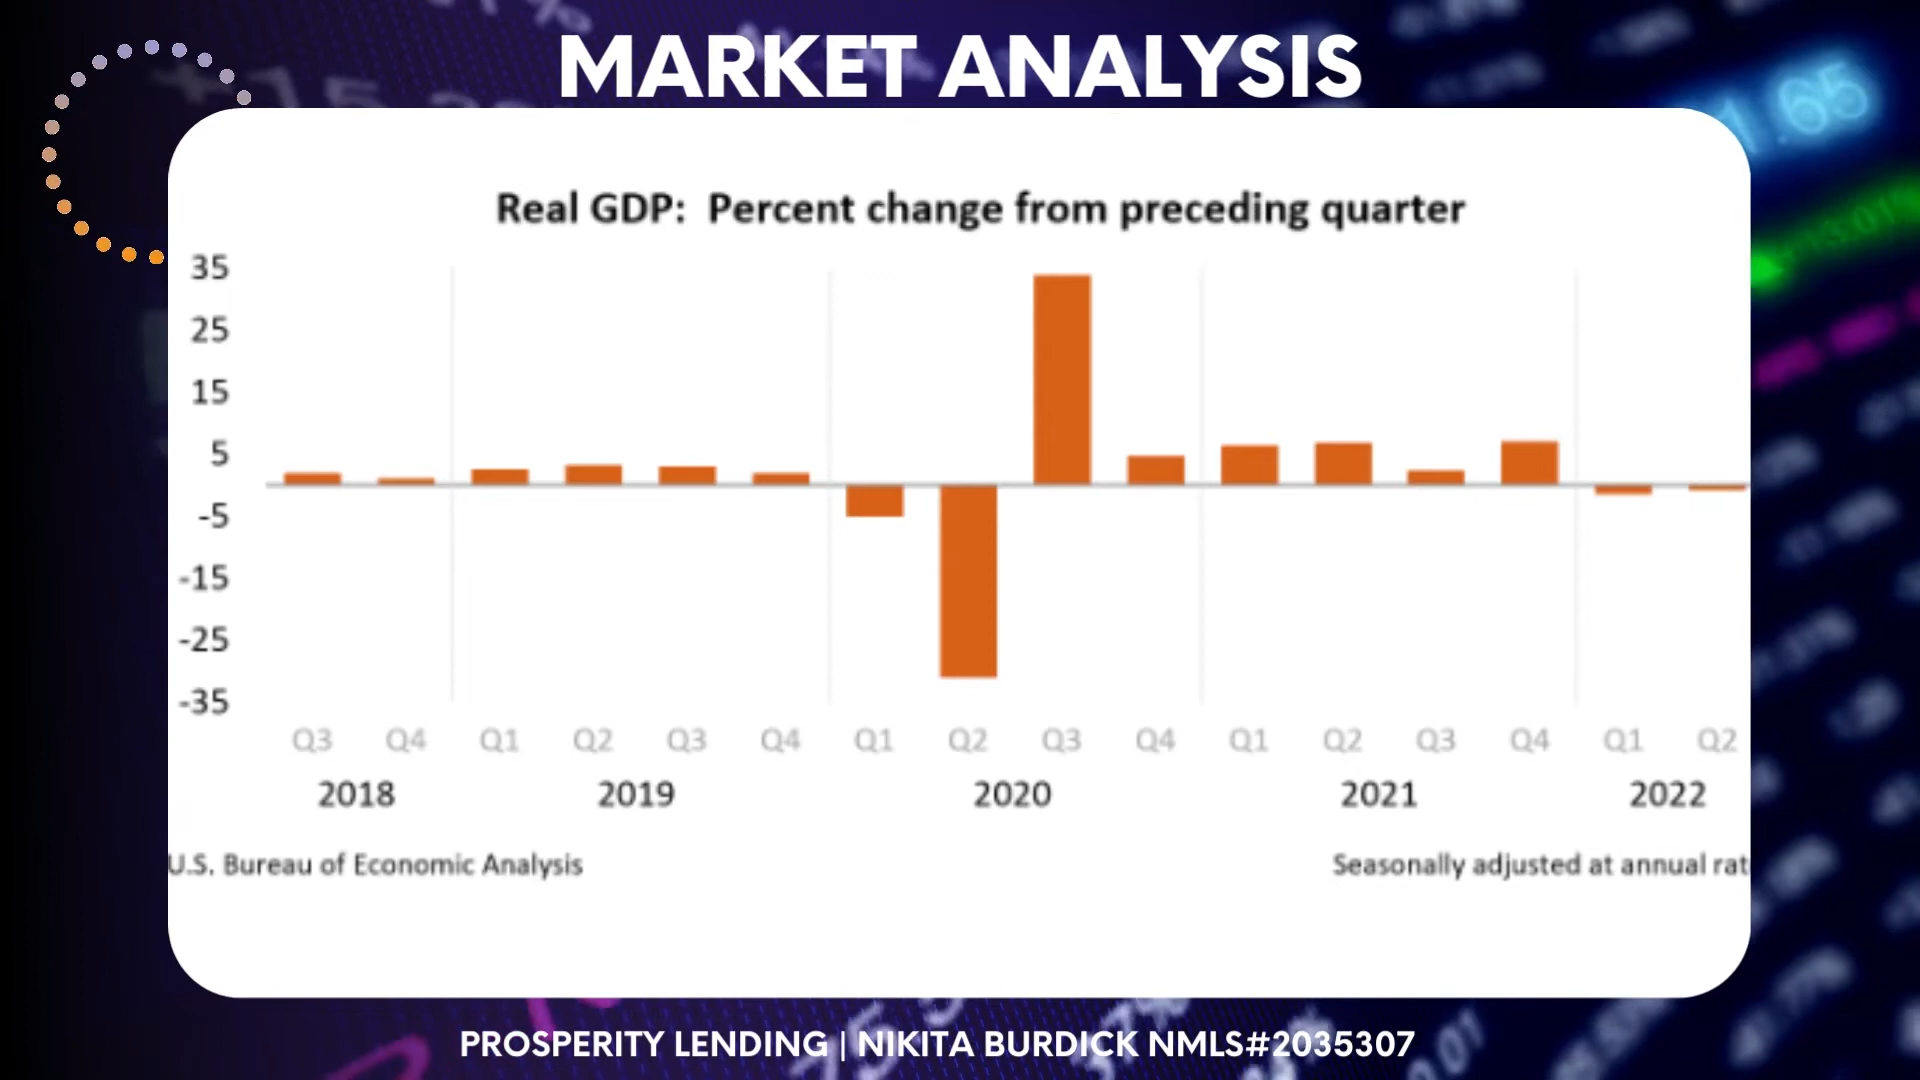 MARKET ANALYSIS
1.65
Real GDP: Percent change from preceding quarter
35
25
15
5
-5
-15
-25
-35
Q3 Q4 Q1 Q2 Q3 Q4 Q1 Q2 Q3 Q4 Q1 Q2 Q3 Q4 Q1 Q2
2018 2019 2020 2021 2022
U.S. Bureau of Economic Analysis
Seasonally adjusted at annual rat
PROSPERITY LENDING | NIKITA BURDICK NMLS#2035307